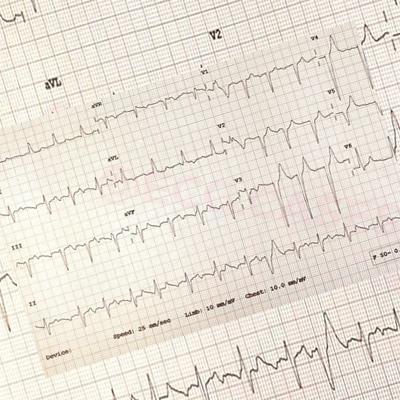 V2
aVL
V4
V1
aVR
V5
V2
aVL
V6
V3
aVF
III
II
F 50~ 0.
Device: Speed: 25 mm/sec Limb: 10 mm/mV Chest: 10.0 mm/mV